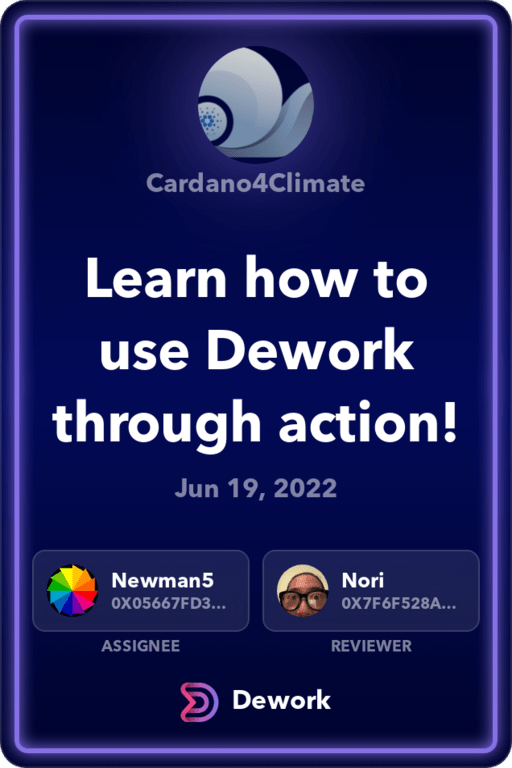 Cardano4Climate
Learn how to
use Dework
through action!
Jun 19, 2022
Newman5
0X05667FD3...
ASSIGNEE
Nori
0X7F6F528A...
REVIEWER
Dework